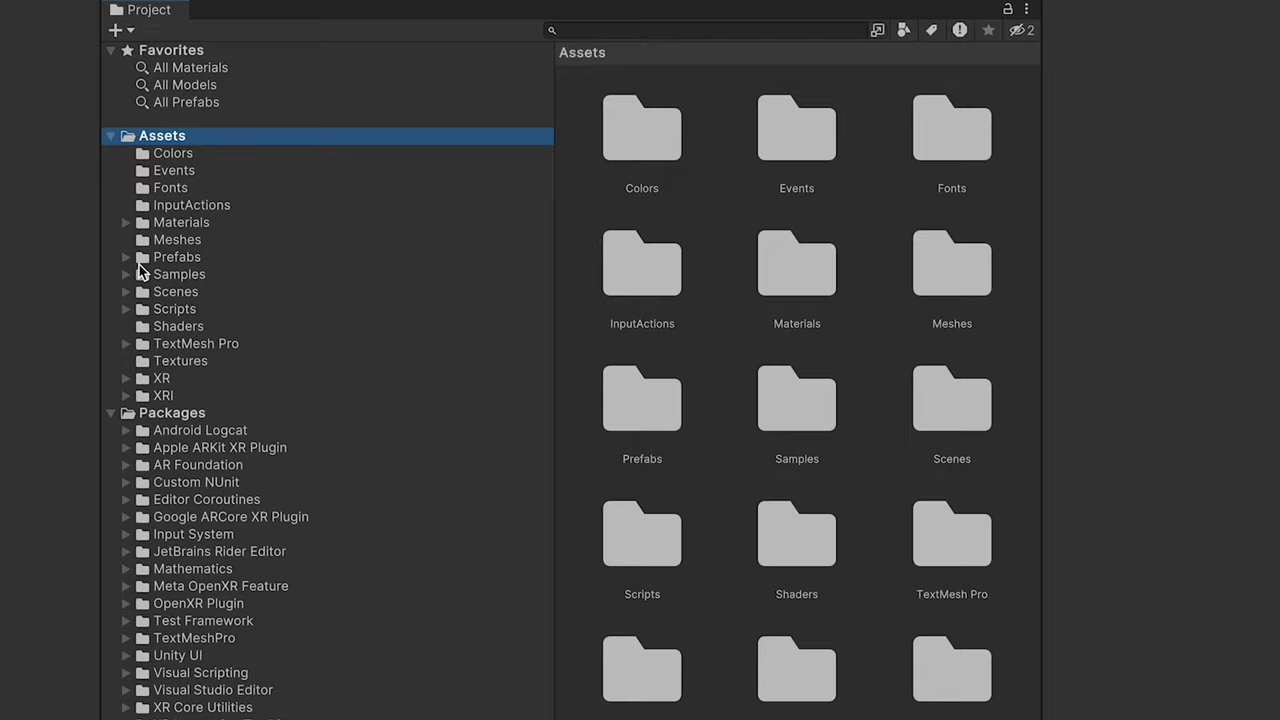 Project
2
Favorites
All Materials
All Models
All Prefabs
Assets
Colors
Events
Fonts
InputActions
Materials
Meshes
Prefabs
Samples
Scenes
Scripts
Shaders
TextMesh Pro
Textures
XR
XRI
Packages
Android Logcat
Apple ARKit XR Plugin
AR Foundation
Custom NUnit
Editor Coroutines
Google ARCore XR Plugin
Input System
JetBrains Rider Editor
Mathematics
Meta OpenXR Feature
OpenXR Plugin
Test Framework
TextMeshPro
Unity UI
Visual Scripting
Visual Studio Editor
XR Core Utilities
Assets
Colors Events Fonts
InputActions Materials Meshes
Prefabs Samples Scenes
Scripts Shaders TextMesh Pro